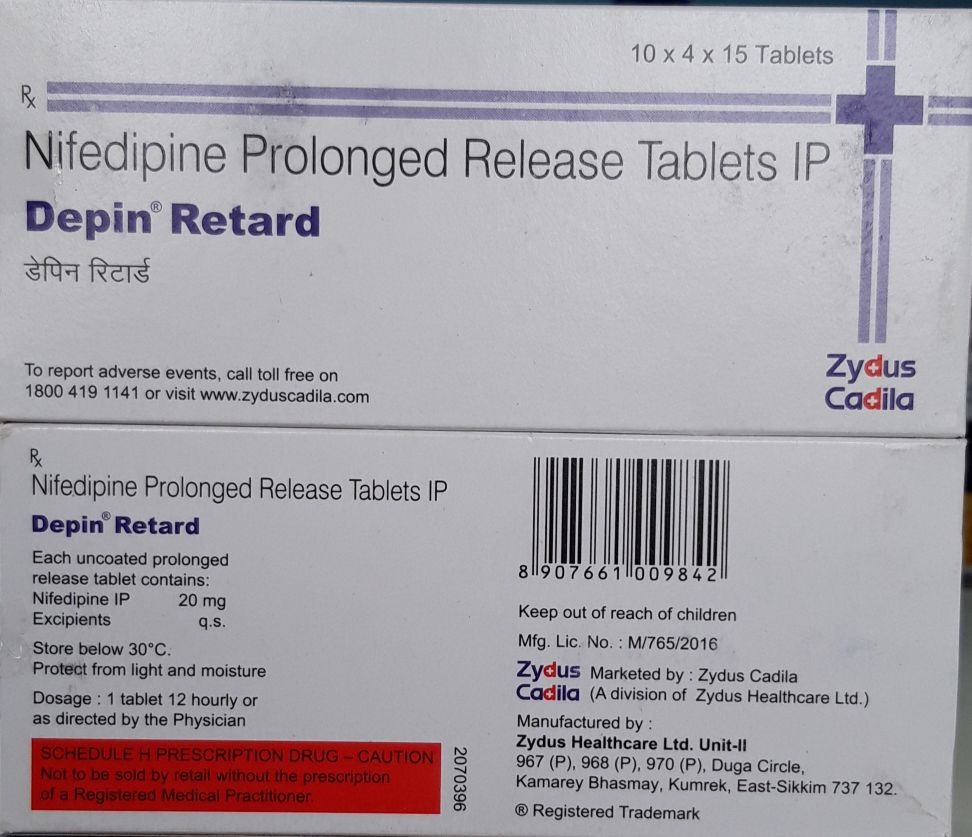 10 x 4 x 15 Tablets
Rx
Nifedipine Prolonged Release Tablets IP
Depin® Retard
डेपिन रिटार्ड
To report adverse events, call toll free on
1800 419 1141 or visit www.zyduscadila.com
Zydus
Cadila
Rx
Nifedipine Prolonged Release Tablets IP
Depin® Retard
Each uncoated prolonged
release tablet contains:
Nifedipine IP 20 mg
Excipients q.s.
Store below 30°C.
Protect from light and moisture
Dosage : 1 tablet 12 hourly or
as directed by the Physician
SCHEDULE H PRESCRIPTION DRUG – CAUTION
Not to be sold by retail without the prescription
of a Registered Medical Practitioner.
2070396
8 907661 009842
Keep out of reach of children
Mfg. Lic. No. : M/765/2016
Zydus Marketed by : Zydus Cadila
Cadila (A division of Zydus Healthcare Ltd.)
Manufactured by :
Zydus Healthcare Ltd. Unit-II
967 (P), 968 (P), 970 (P), Duga Circle,
Kamarey Bhasmay, Kumrek, East-Sikkim 737 132.
® Registered Trademark